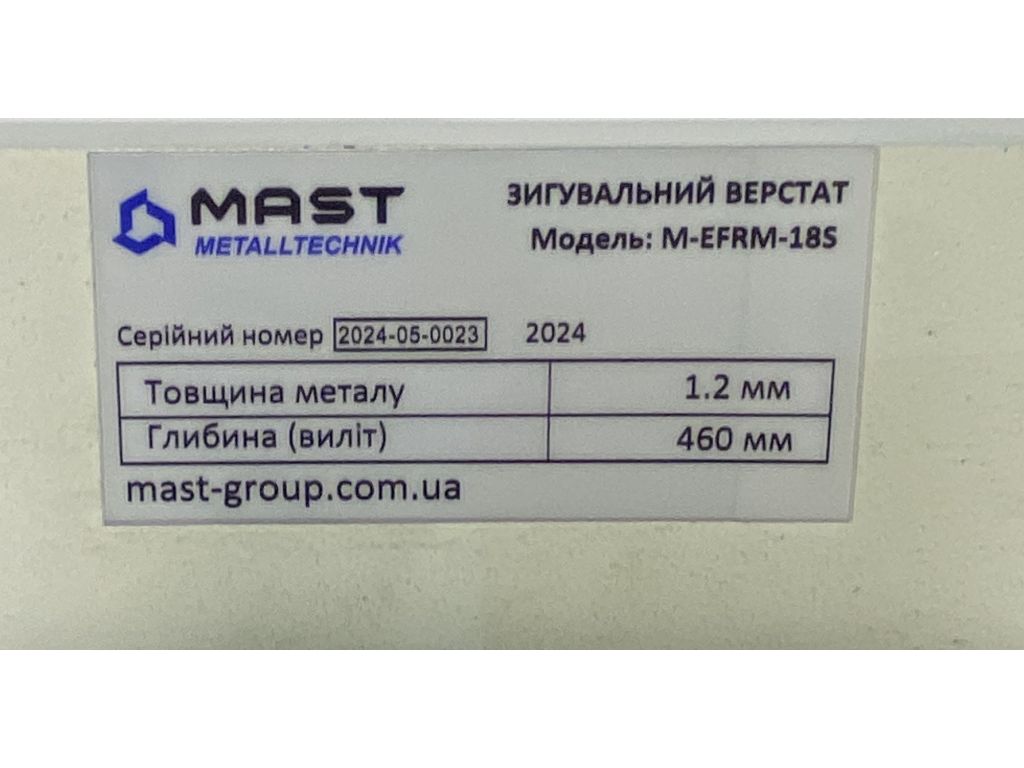 MAST
METALLTECHNIK
ЗИГУВАЛЬНИЙ ВЕРСТАТ
Модель: M-EFRM-18S
Серійний номер 2024-05-0023 2024
Товщина металу 1.2 мм
Глибина (виліт) 460 мм
mast-group.com.ua